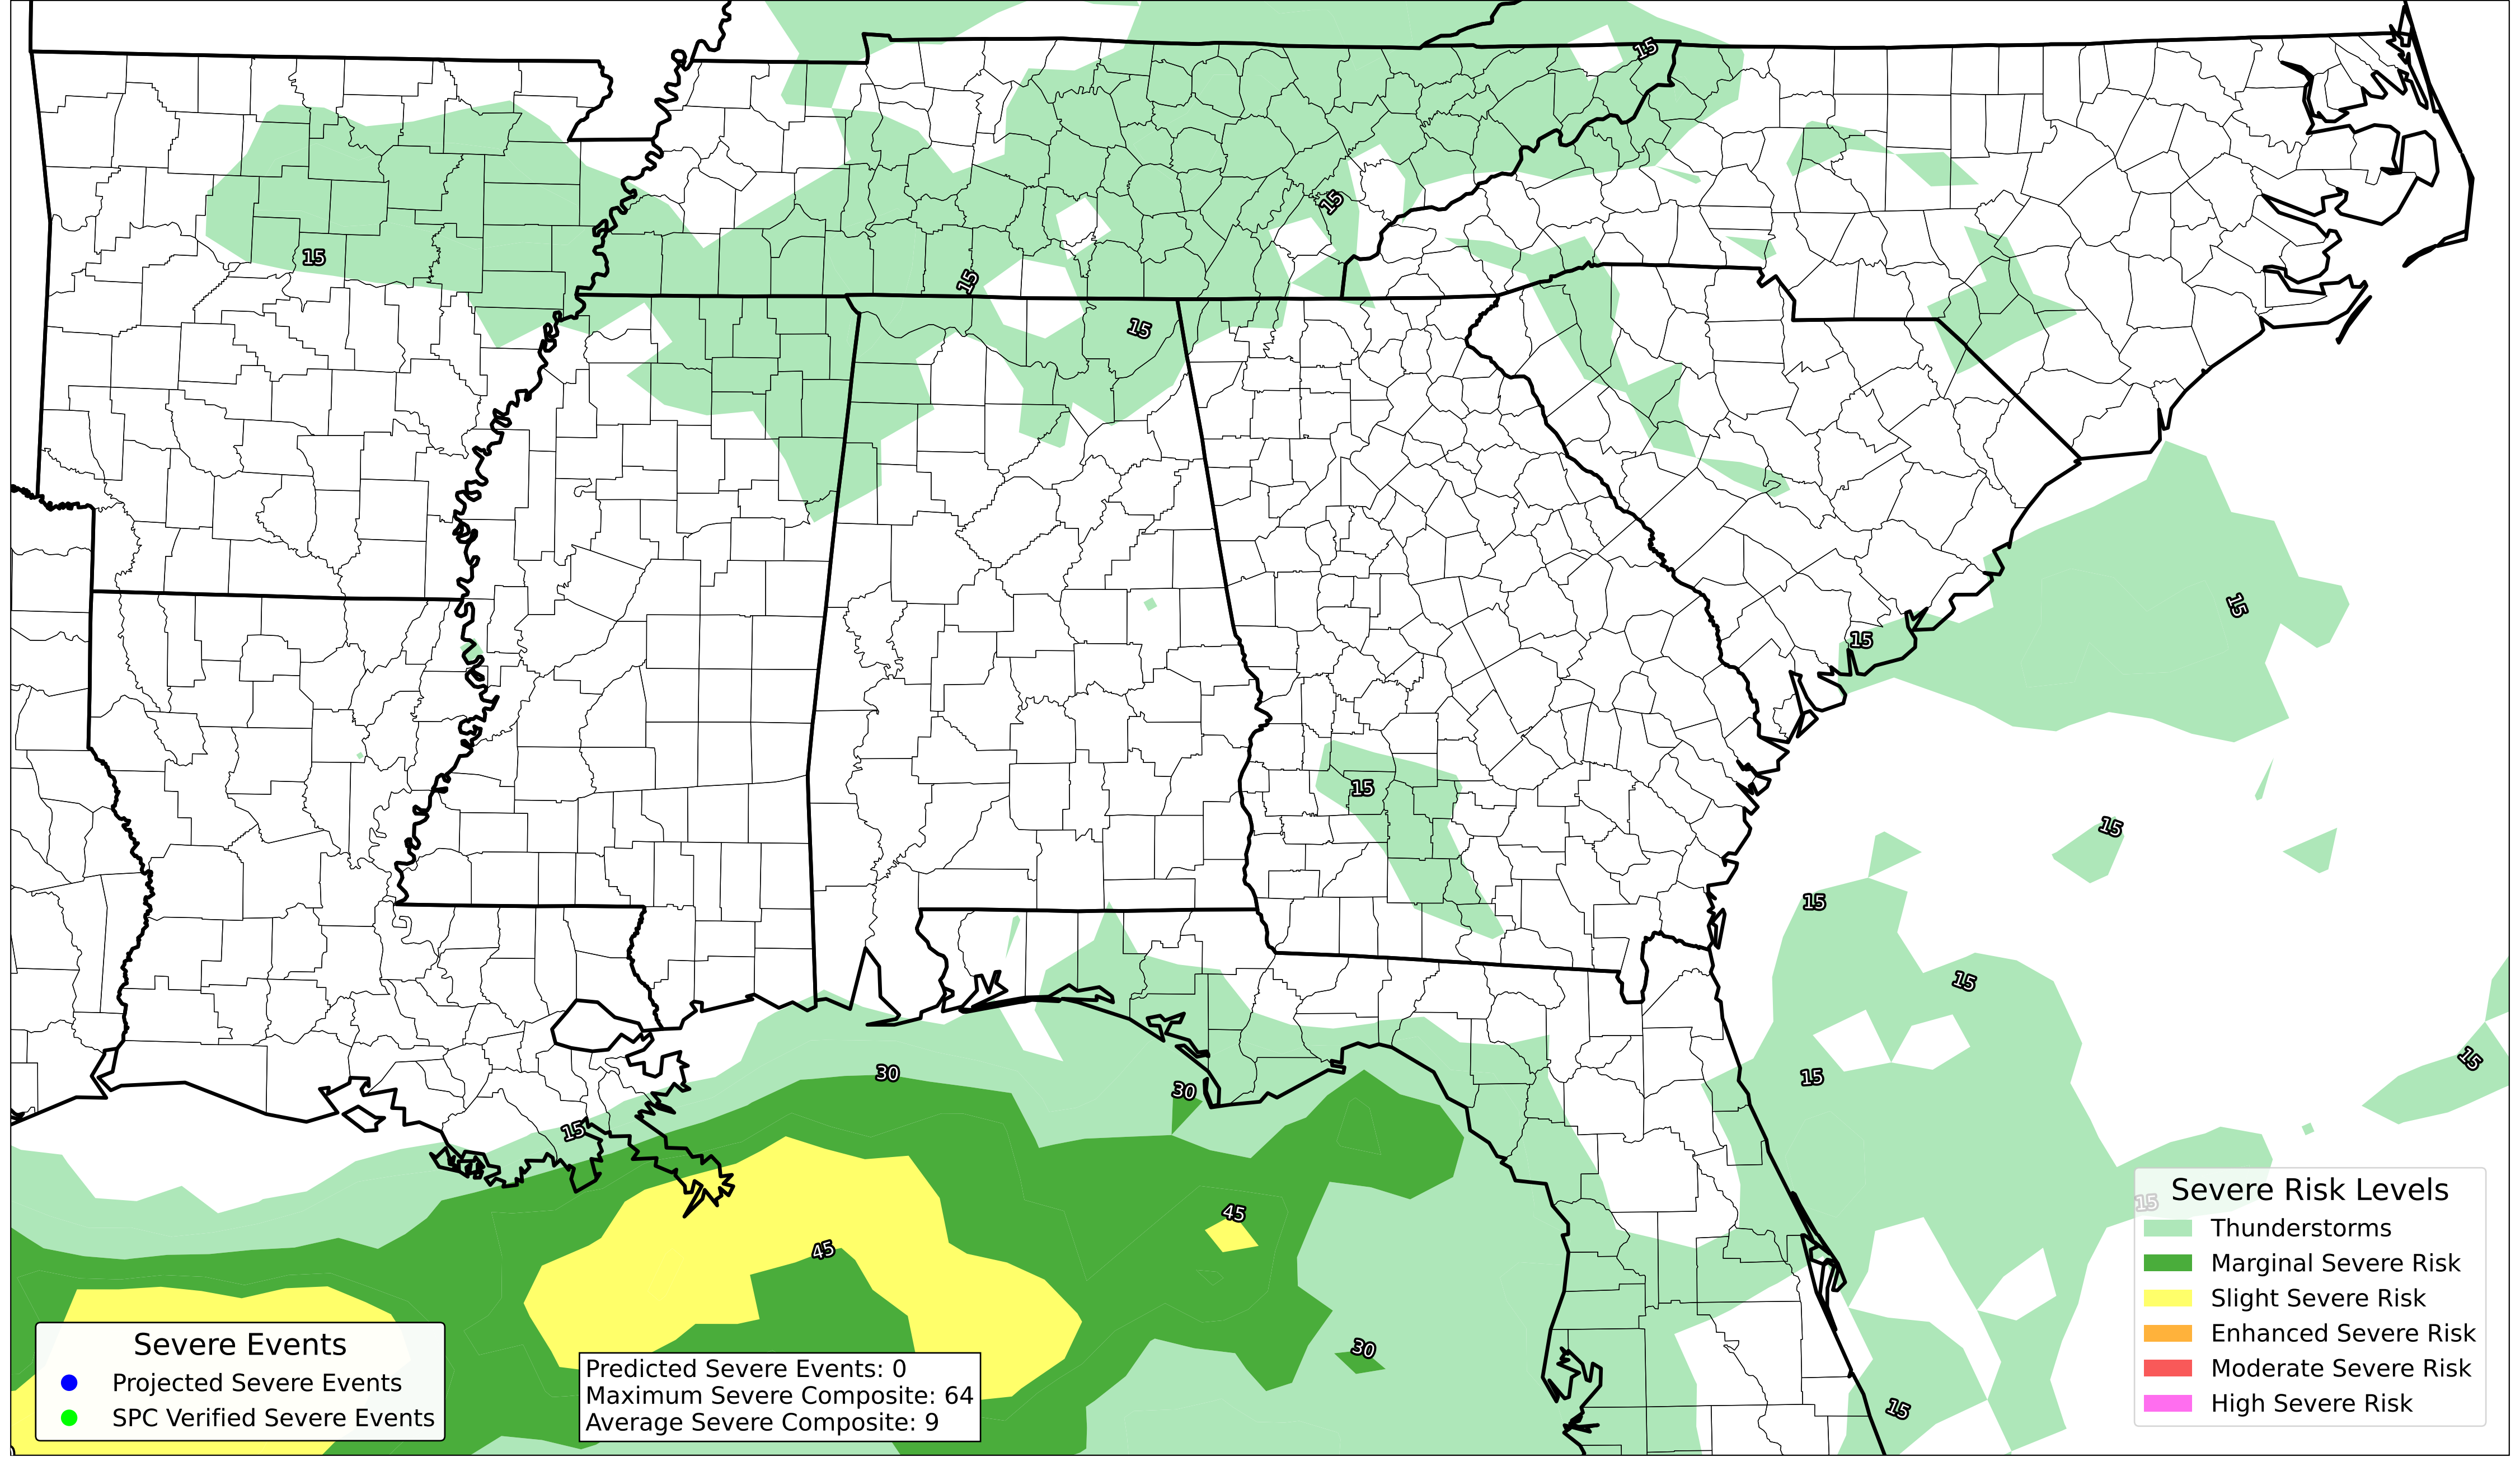 15
15
15
15
15
15
15
15
15
15
15
15
15
30
15
30
15
15
45
45
30
15
Severe Risk Levels
Thunderstorms
Marginal Severe Risk
Slight Severe Risk
Enhanced Severe Risk
Moderate Severe Risk
High Severe Risk
Severe Events
Projected Severe Events
SPC Verified Severe Events
Predicted Severe Events: 0
Maximum Severe Composite: 64
Average Severe Composite: 9